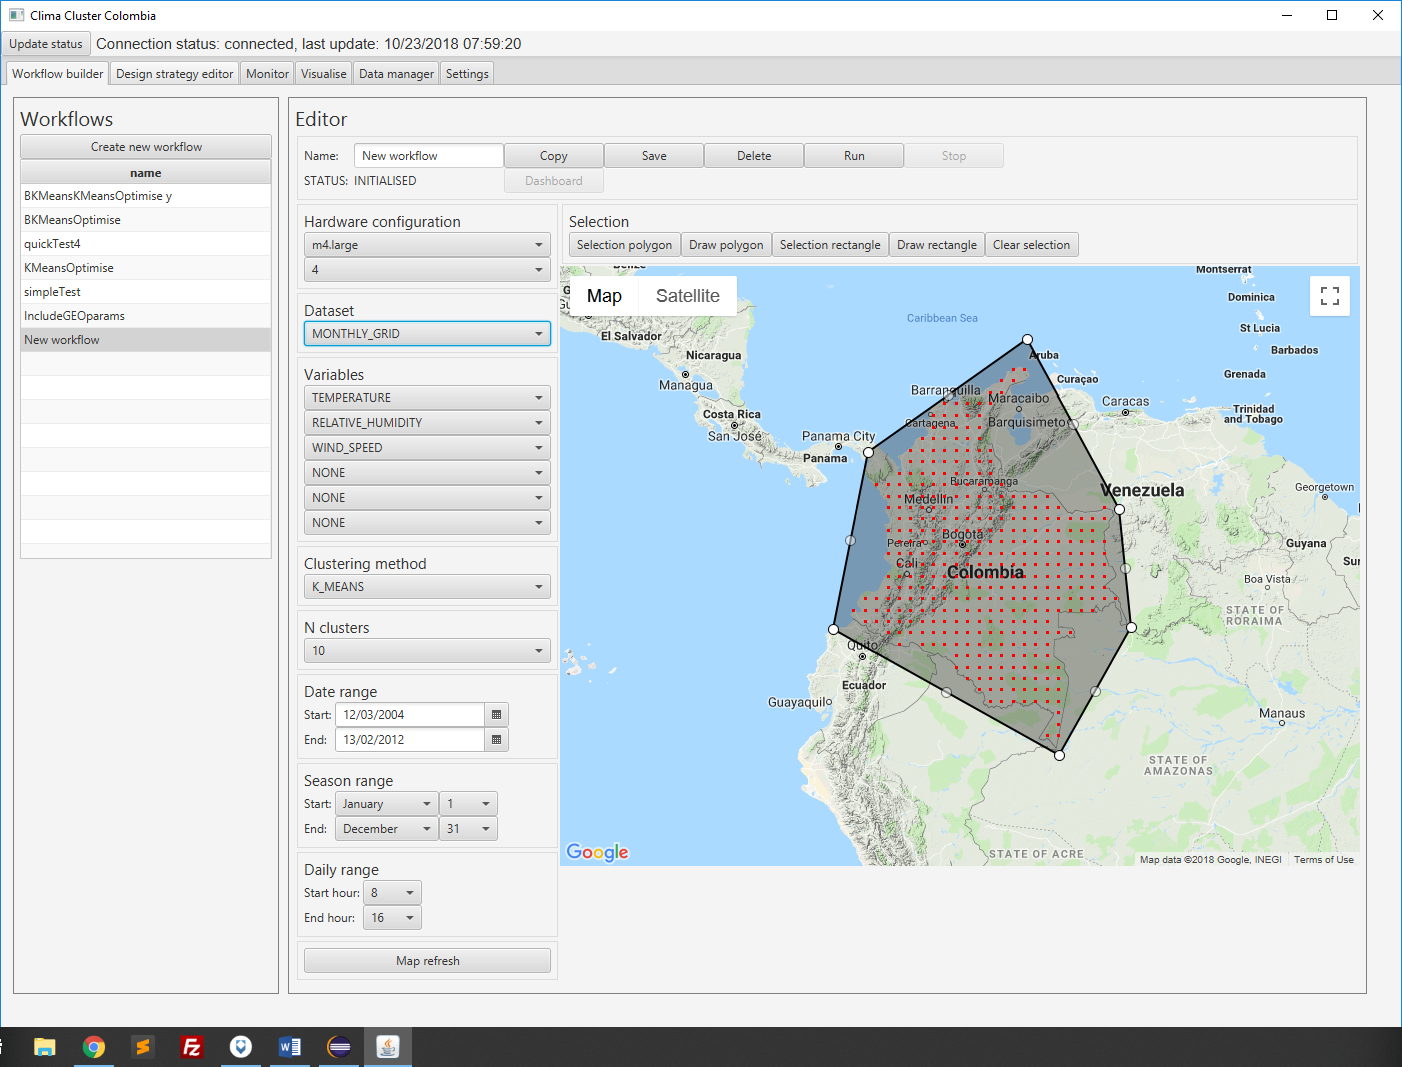 Clima Cluster Colombia
Update status Connection status: connected, last update: 10/23/2018 07:59:20
Workflow builder Design strategy editor Monitor Visualise Data manager Settings
Workflows
Create new workflow
name
BKMeansKMeansOptimise y
BKMeansOptimise
quickTest4
KMeansOptimise
simpleTest
IncludeGEOparams
New workflow
Editor
Name: New workflow Copy Save Delete Run Stop
STATUS: INITIALISED Dashboard
Hardware configuration
m4.large
4
Dataset
MONTHLY_GRID
Variables
TEMPERATURE
RELATIVE_HUMIDITY
WIND_SPEED
NONE
NONE
NONE
Clustering method
K_MEANS
N clusters
10
Date range
Start: 12/03/2004
End: 13/02/2012
Season range
Start: January 1
End: December 31
Daily range
Start hour: 8
End hour: 16
Map refresh
Selection
Selection polygon Draw polygon Selection rectangle Draw rectangle Clear selection
Belize
Map Satellite
Montserrat
Dominica
Caribbean Sea
St Lucia
El Salvador
Barbados
Nicaragua
Aruba
Grenada
Managua
Curaçao
Barranquilla
Maracaibo
Caracas
Costa Rica
Trinidad
and Tobago
Cartagena
Barquisimeto
San José
Panama City
Panama
Bucaramanga
Venezuela
Georgetown
Medellín
Pereira
Bogotá
Guyana
Cali
Colombia
Boa Vista
Sur
STATE OF
RORAIMA
Quito
Ecuador
Guayaquil
Manaus
STATE OF
AMAZONAS
STATE OF ACRE
Google
Map data ©2018 Google, INEGI Terms of Use
Fz
W